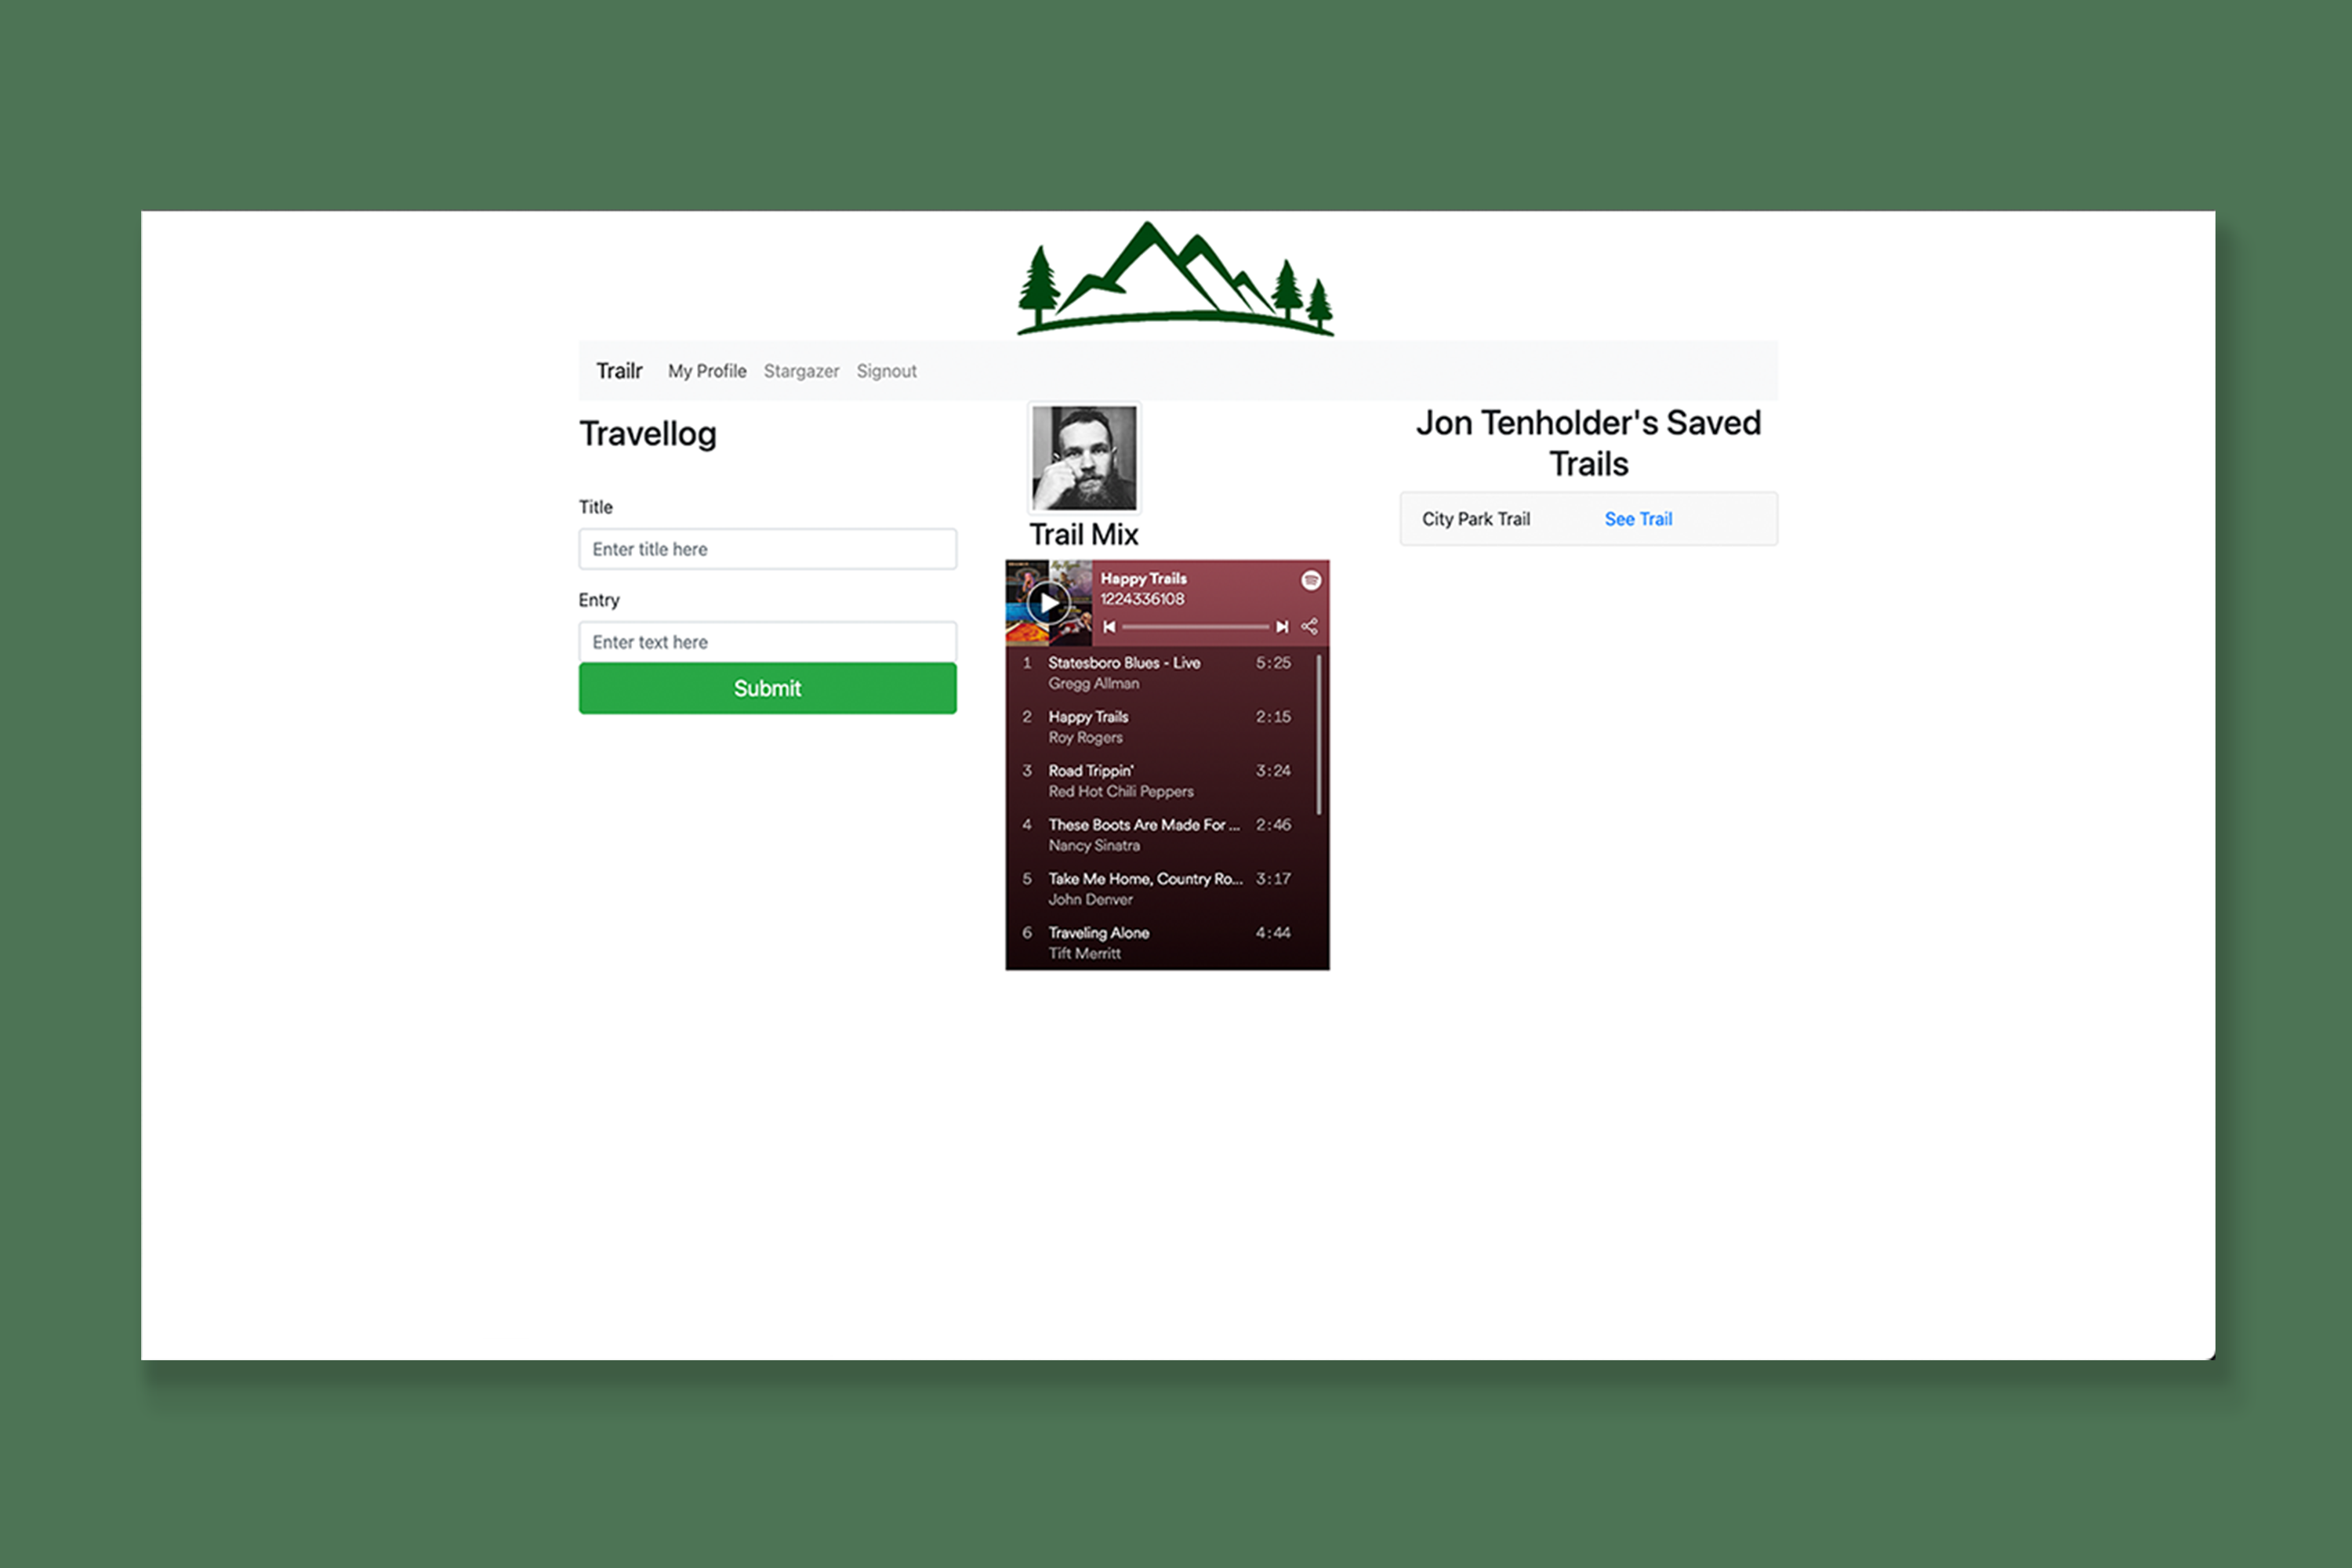 Trailr My Profile Stargazer Signout
Travellog
Title
Enter title here
Entry
Enter text here
Submit
Trail Mix
Happy Trails
1224336108
1 Statesboro Blues - Live 5:25
Gregg Allman
2 Happy Trails 2:15
Roy Rogers
3 Road Trippin' 3:24
Red Hot Chili Peppers
4 These Boots Are Made For ... 2:46
Nancy Sinatra
5 Take Me Home, Country Ro... 3:17
John Denver
6 Traveling Alone 4:44
Tift Merritt
Jon Tenholder's Saved
Trails
City Park Trail See Trail